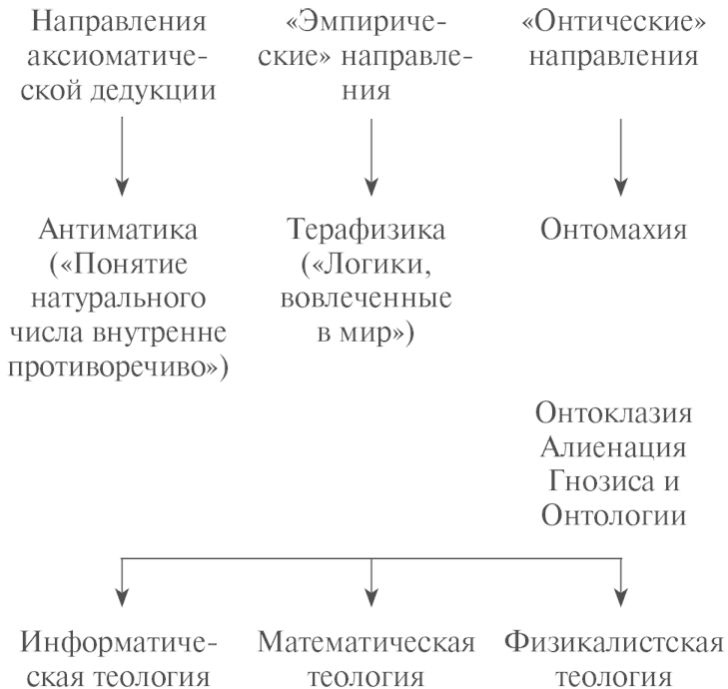 Направления
аксиоматиче-
ской дедукции
«Эмпириче-
ские» направле-
ния
«Онтические»
направления
Антиматика
(«Понятие
натурального
числа внутренне
противоречиво»)
Терафизика
(«Логики,
вовлеченные
в мир»)
Онтомахия
Онтоклазия
Алиенация
Гнозиса и
Онтологии
Информатиче-
ская теология
Математическая
теология
Физикалистская
теология